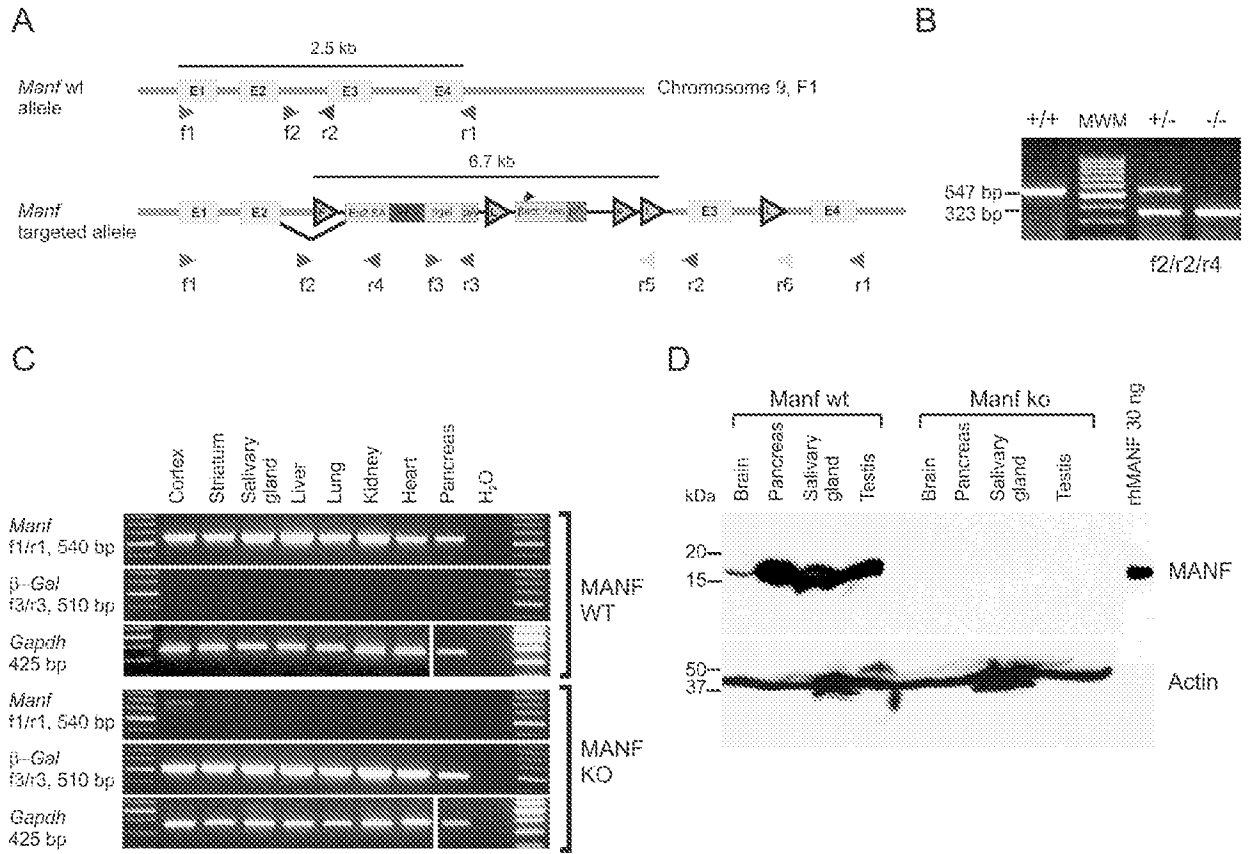 A
2.5 kb
Manf wt
allele
E1 E2 E3 E4
Chromosome 9, F1
f1 f2 r2 r1
6.7 kb
Manf
targeted allele
E1 E2 E3 E4
f1 f2 r4 f3 r3 r5 r2 r6 r1
B
+/+ MWM +/- -/-
547 bp
323 bp
f2/r2/r4
C
Cortex
Striatum
Salivary
gland
Liver
Lung
Kidney
Heart
Pancreas
H₂O
Manf
f1/r1, 540 bp
β-Gal
f3/r3, 510 bp
Gapdh
425 bp
MANF
WT
Manf
f1/r1, 540 bp
β-Gal
f3/r3, 510 bp
Gapdh
425 bp
MANF
KO
D
Manf wt Manf ko
kDa
Brain
Pancreas
Salivary
gland
Testis
Brain
Pancreas
Salivary
gland
Testis
rhMANF 30 ng
20
15
MANF
50
37
Actin